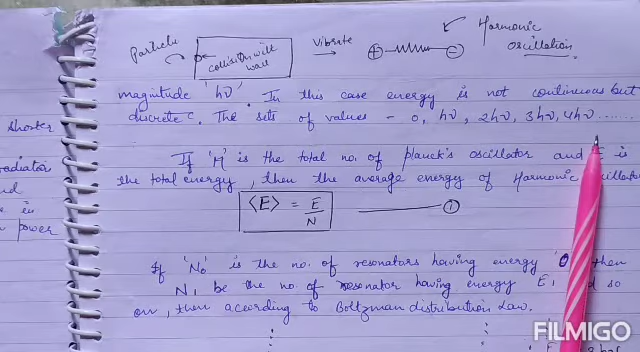 Harmonic
oscillation
Particle
collision with
wall
vibrate
+
-
magnitude 'hν'. In this case energy is not continuous but
discrete. The sets of values - 0, hν, 2hν, 3hν, 4hν......
If 'N' is the total no. of planck's oscillator and E is
the total energy, then the average energy of Harmonic oscillator
⟨E⟩ = E/N
①
If 'N₀' is the no. of resonators having energy '0' then
N₁ be the no. of resonator having energy E₁ so
on, then according to Boltzman distribution Law.
shorter
radiator
nd
e in
power
FILMIGO